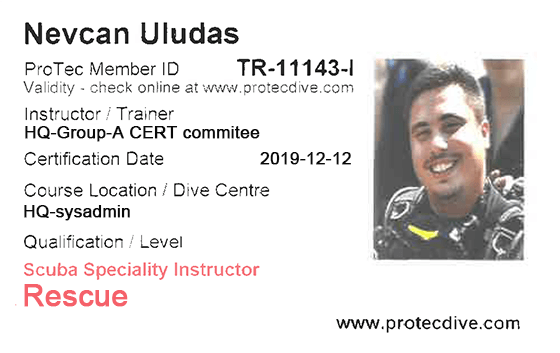 Nevcan Uludas
ProTec Member ID TR-11143-I
Validity - check online at www.protecdive.com
Instructor / Trainer
HQ-Group-A CERT commitee
Certification Date 2019-12-12
Course Location / Dive Centre
HQ-sysadmin
Qualification / Level
Scuba Speciality Instructor
Rescue
www.protecdive.com